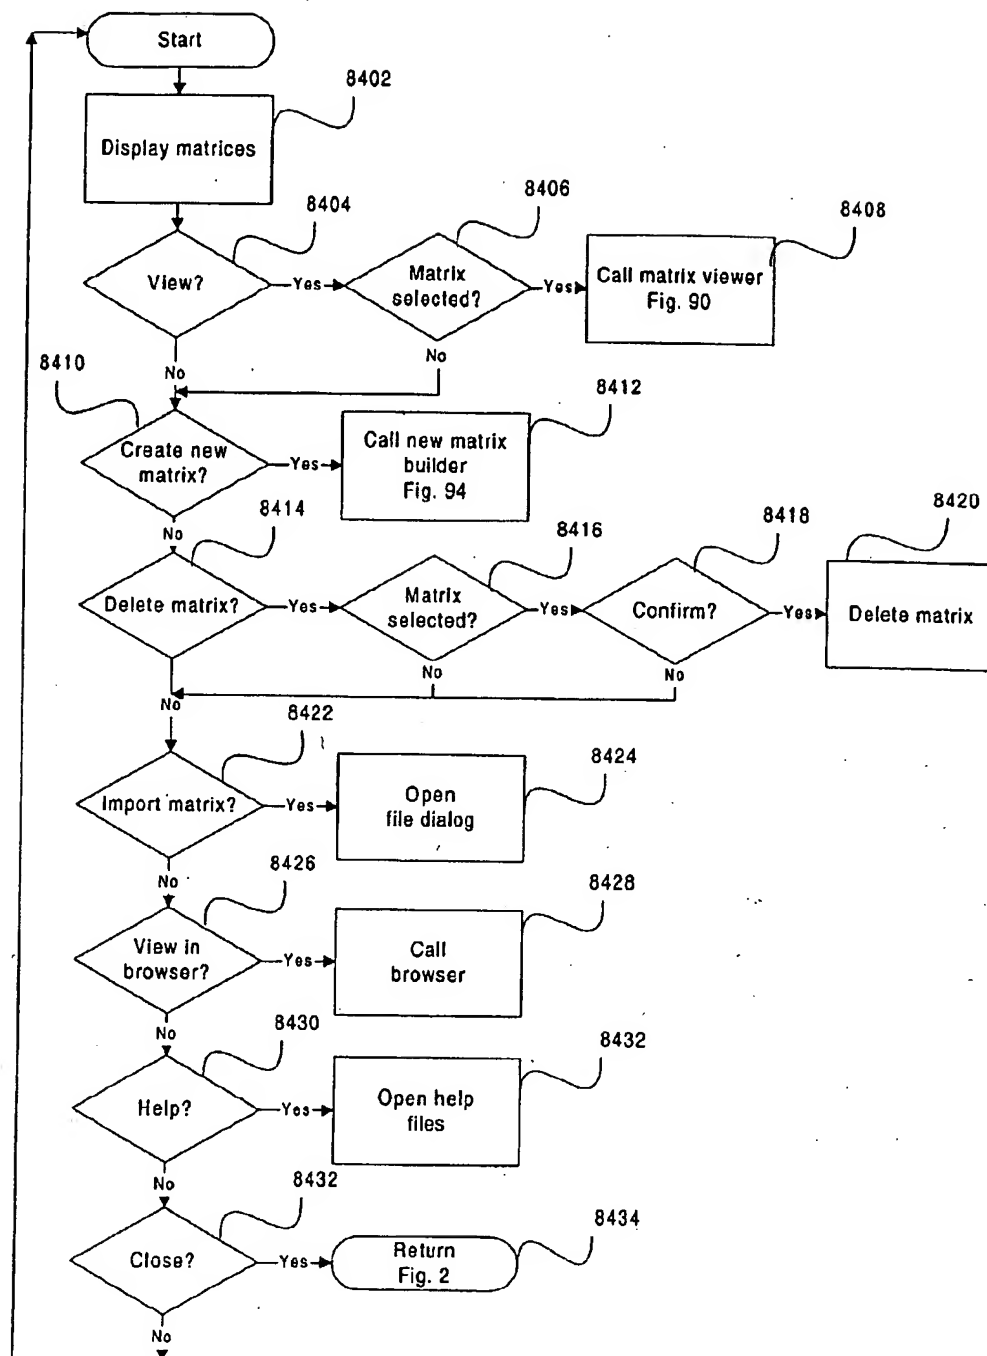 Start
8402
Display matrices
8404
8406
8408
View?
Yes
Matrix
selected?
Yes
Call matrix viewer
Fig. 90
No
No
8410
8412
Create new
matrix?
Yes
Call new matrix
builder
Fig. 94
No
8414
8416
8418
8420
Delete matrix?
Yes
Matrix
selected?
Yes
Confirm?
Yes
Delete matrix
No
No
No
8422
8424
Import matrix?
Yes
Open
file dialog
No
8426
8428
View in
browser?
Yes
Call
browser
No
8430
8432
Help?
Yes
Open help
files
No
8432
8434
Close?
Yes
Return
Fig. 2
No